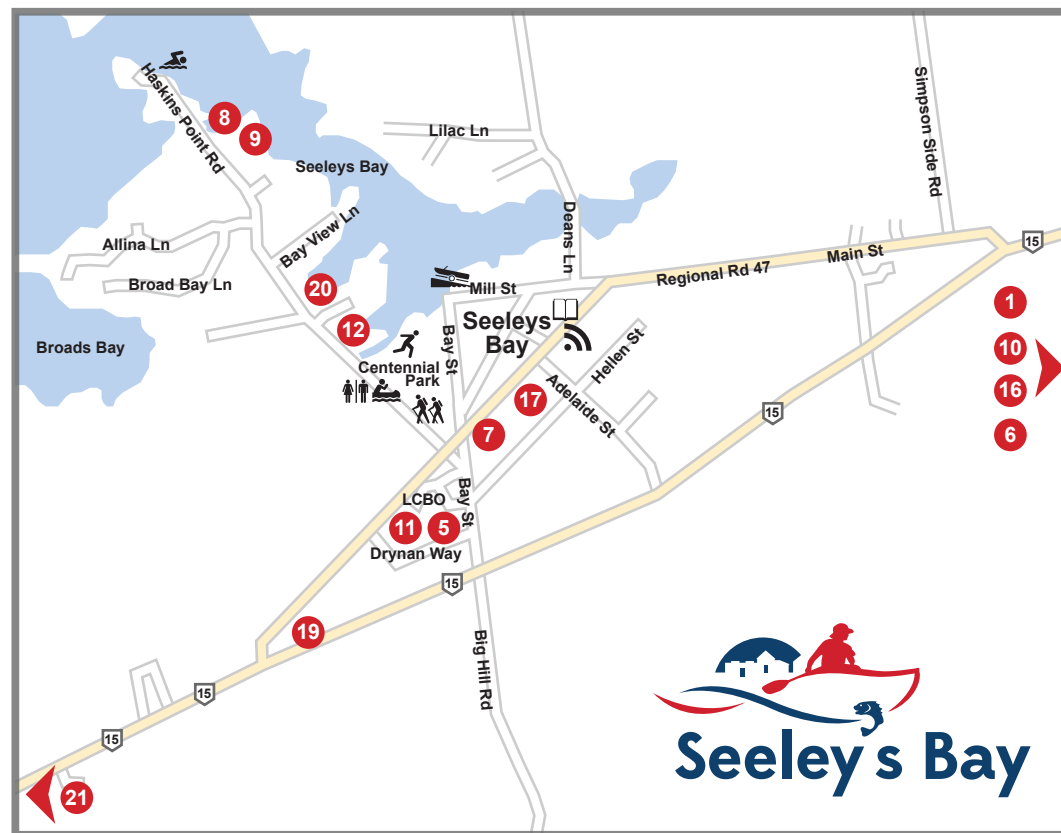 Haskins Point Rd
8
9
Seeleys Bay
Lilac Ln
Simpson Side Rd
Deans Ln
Allina Ln
Bay View Ln
Broad Bay Ln
15
Main St
Regional Rd 47
Mill St
20
1
12
Seeleys
Bay
Bay St
Hellen St
Broads Bay
10
Centennial
Park
Adelaide St
16
17
15
7
6
LCBO
Bay St
11
5
Drynan Way
15
19
Big Hill Rd
15
15
21
Seeley's Bay